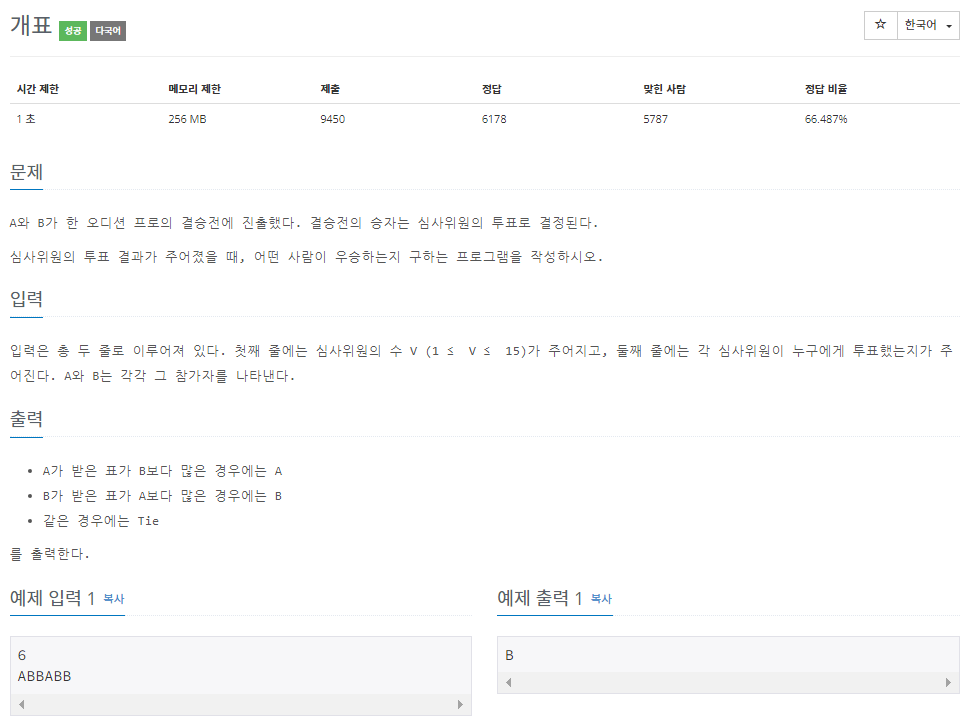 개표 성공 다국어
☆ 한국어
시간 제한 메모리 제한 제출 정답 맞힌 사람 정답 비율
1 초 256 MB 9450 6178 5787 66.487%
문제
A와 B가 한 오디션 프로의 결승전에 진출했다. 결승전의 승자는 심사위원의 투표로 결정된다.
심사위원의 투표 결과가 주어졌을 때, 어떤 사람이 우승하는지 구하는 프로그램을 작성하시오.
입력
입력은 총 두 줄로 이루어져 있다. 첫째 줄에는 심사위원의 수 V (1 ≤ V ≤ 15)가 주어지고, 둘째 줄에는 각 심사위원이 누구에게 투표했는지가 주
어진다. A와 B는 각각 그 참가자를 나타낸다.
출력
• A가 받은 표가 B보다 많은 경우에는 A
• B가 받은 표가 A보다 많은 경우에는 B
• 같은 경우에는 Tie
를 출력한다.
예제 입력 1 복사
6
ABBABB
예제 출력 1 복사
B